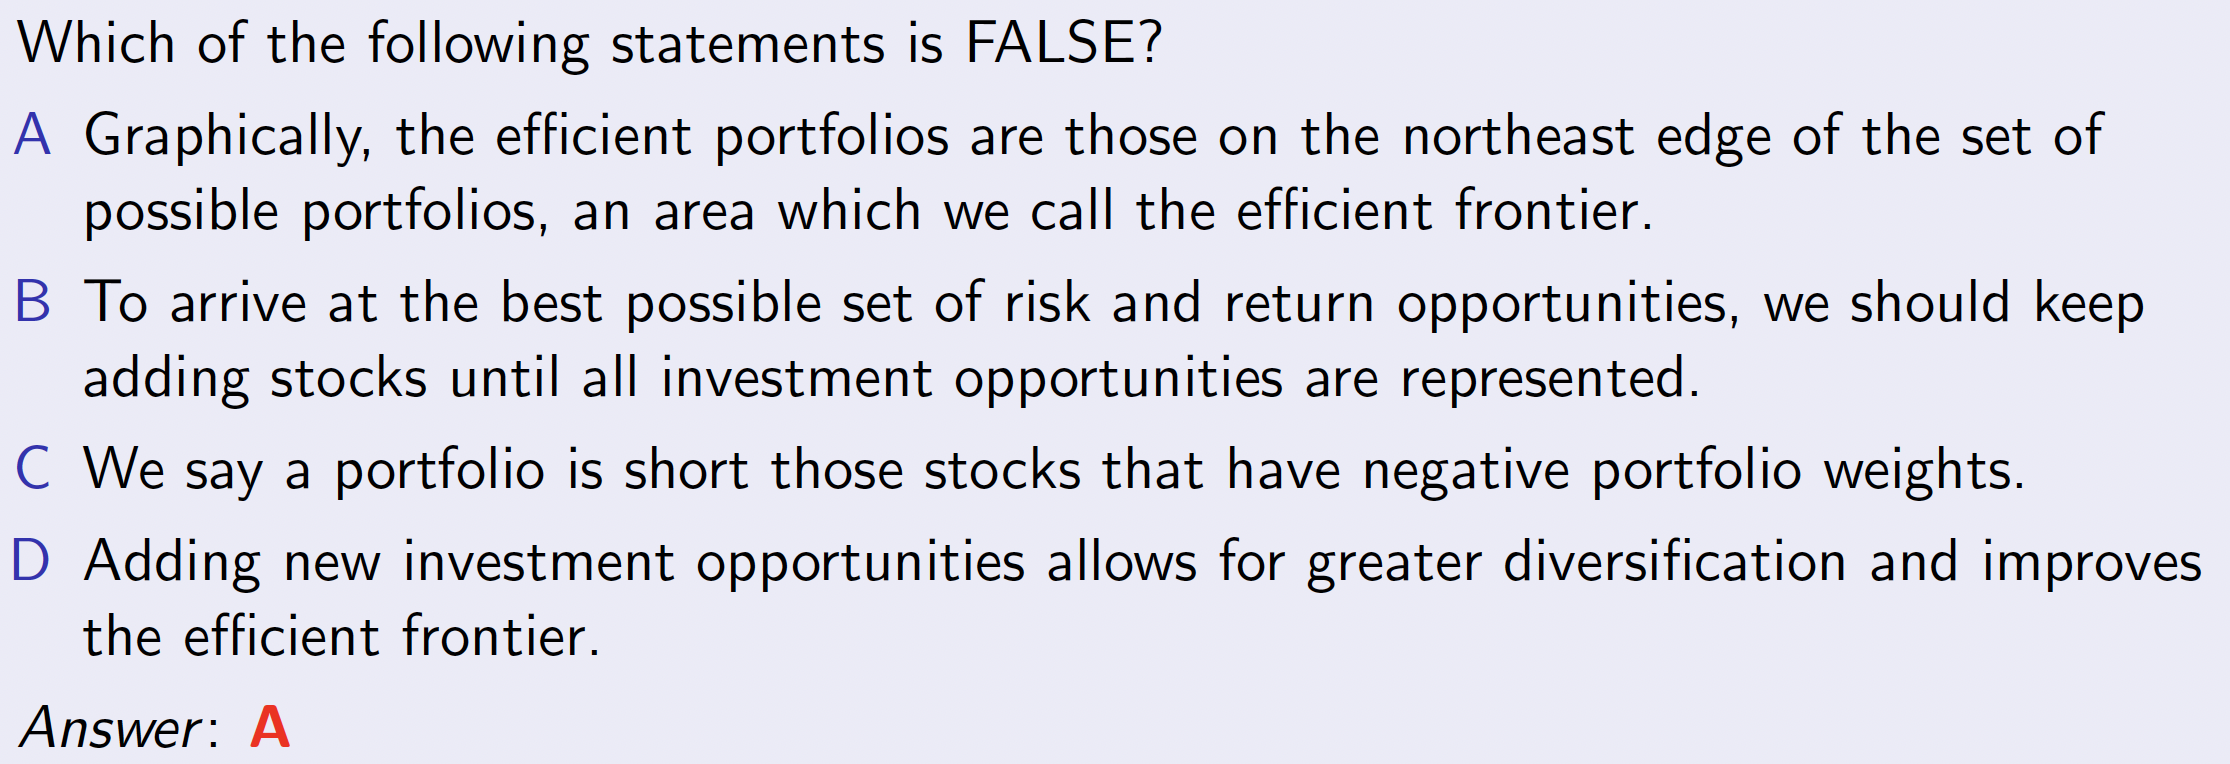 Which of the following statements is FALSE?
A Graphically, the efficient portfolios are those on the northeast edge of the set of
possible portfolios, an area which we call the efficient frontier.
B To arrive at the best possible set of risk and return opportunities, we should keep
adding stocks until all investment opportunities are represented.
C We say a portfolio is short those stocks that have negative portfolio weights.
D Adding new investment opportunities allows for greater diversification and improves
the efficient frontier.
Answer: A